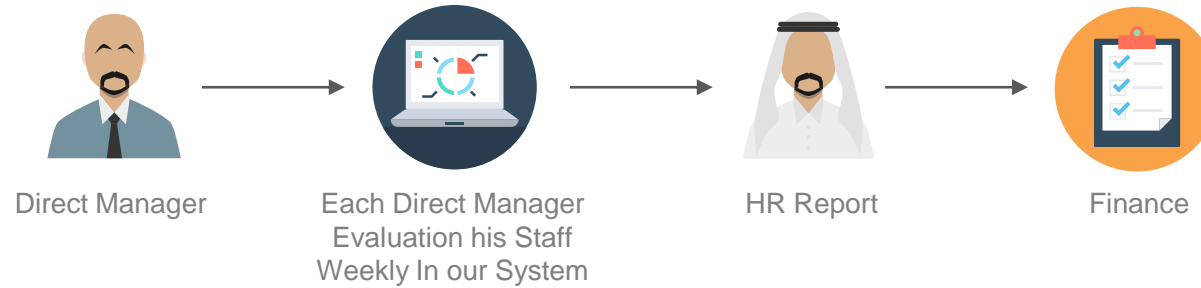 Direct Manager
Each Direct Manager
Evaluation his Staff
Weekly In our System
HR Report
Finance